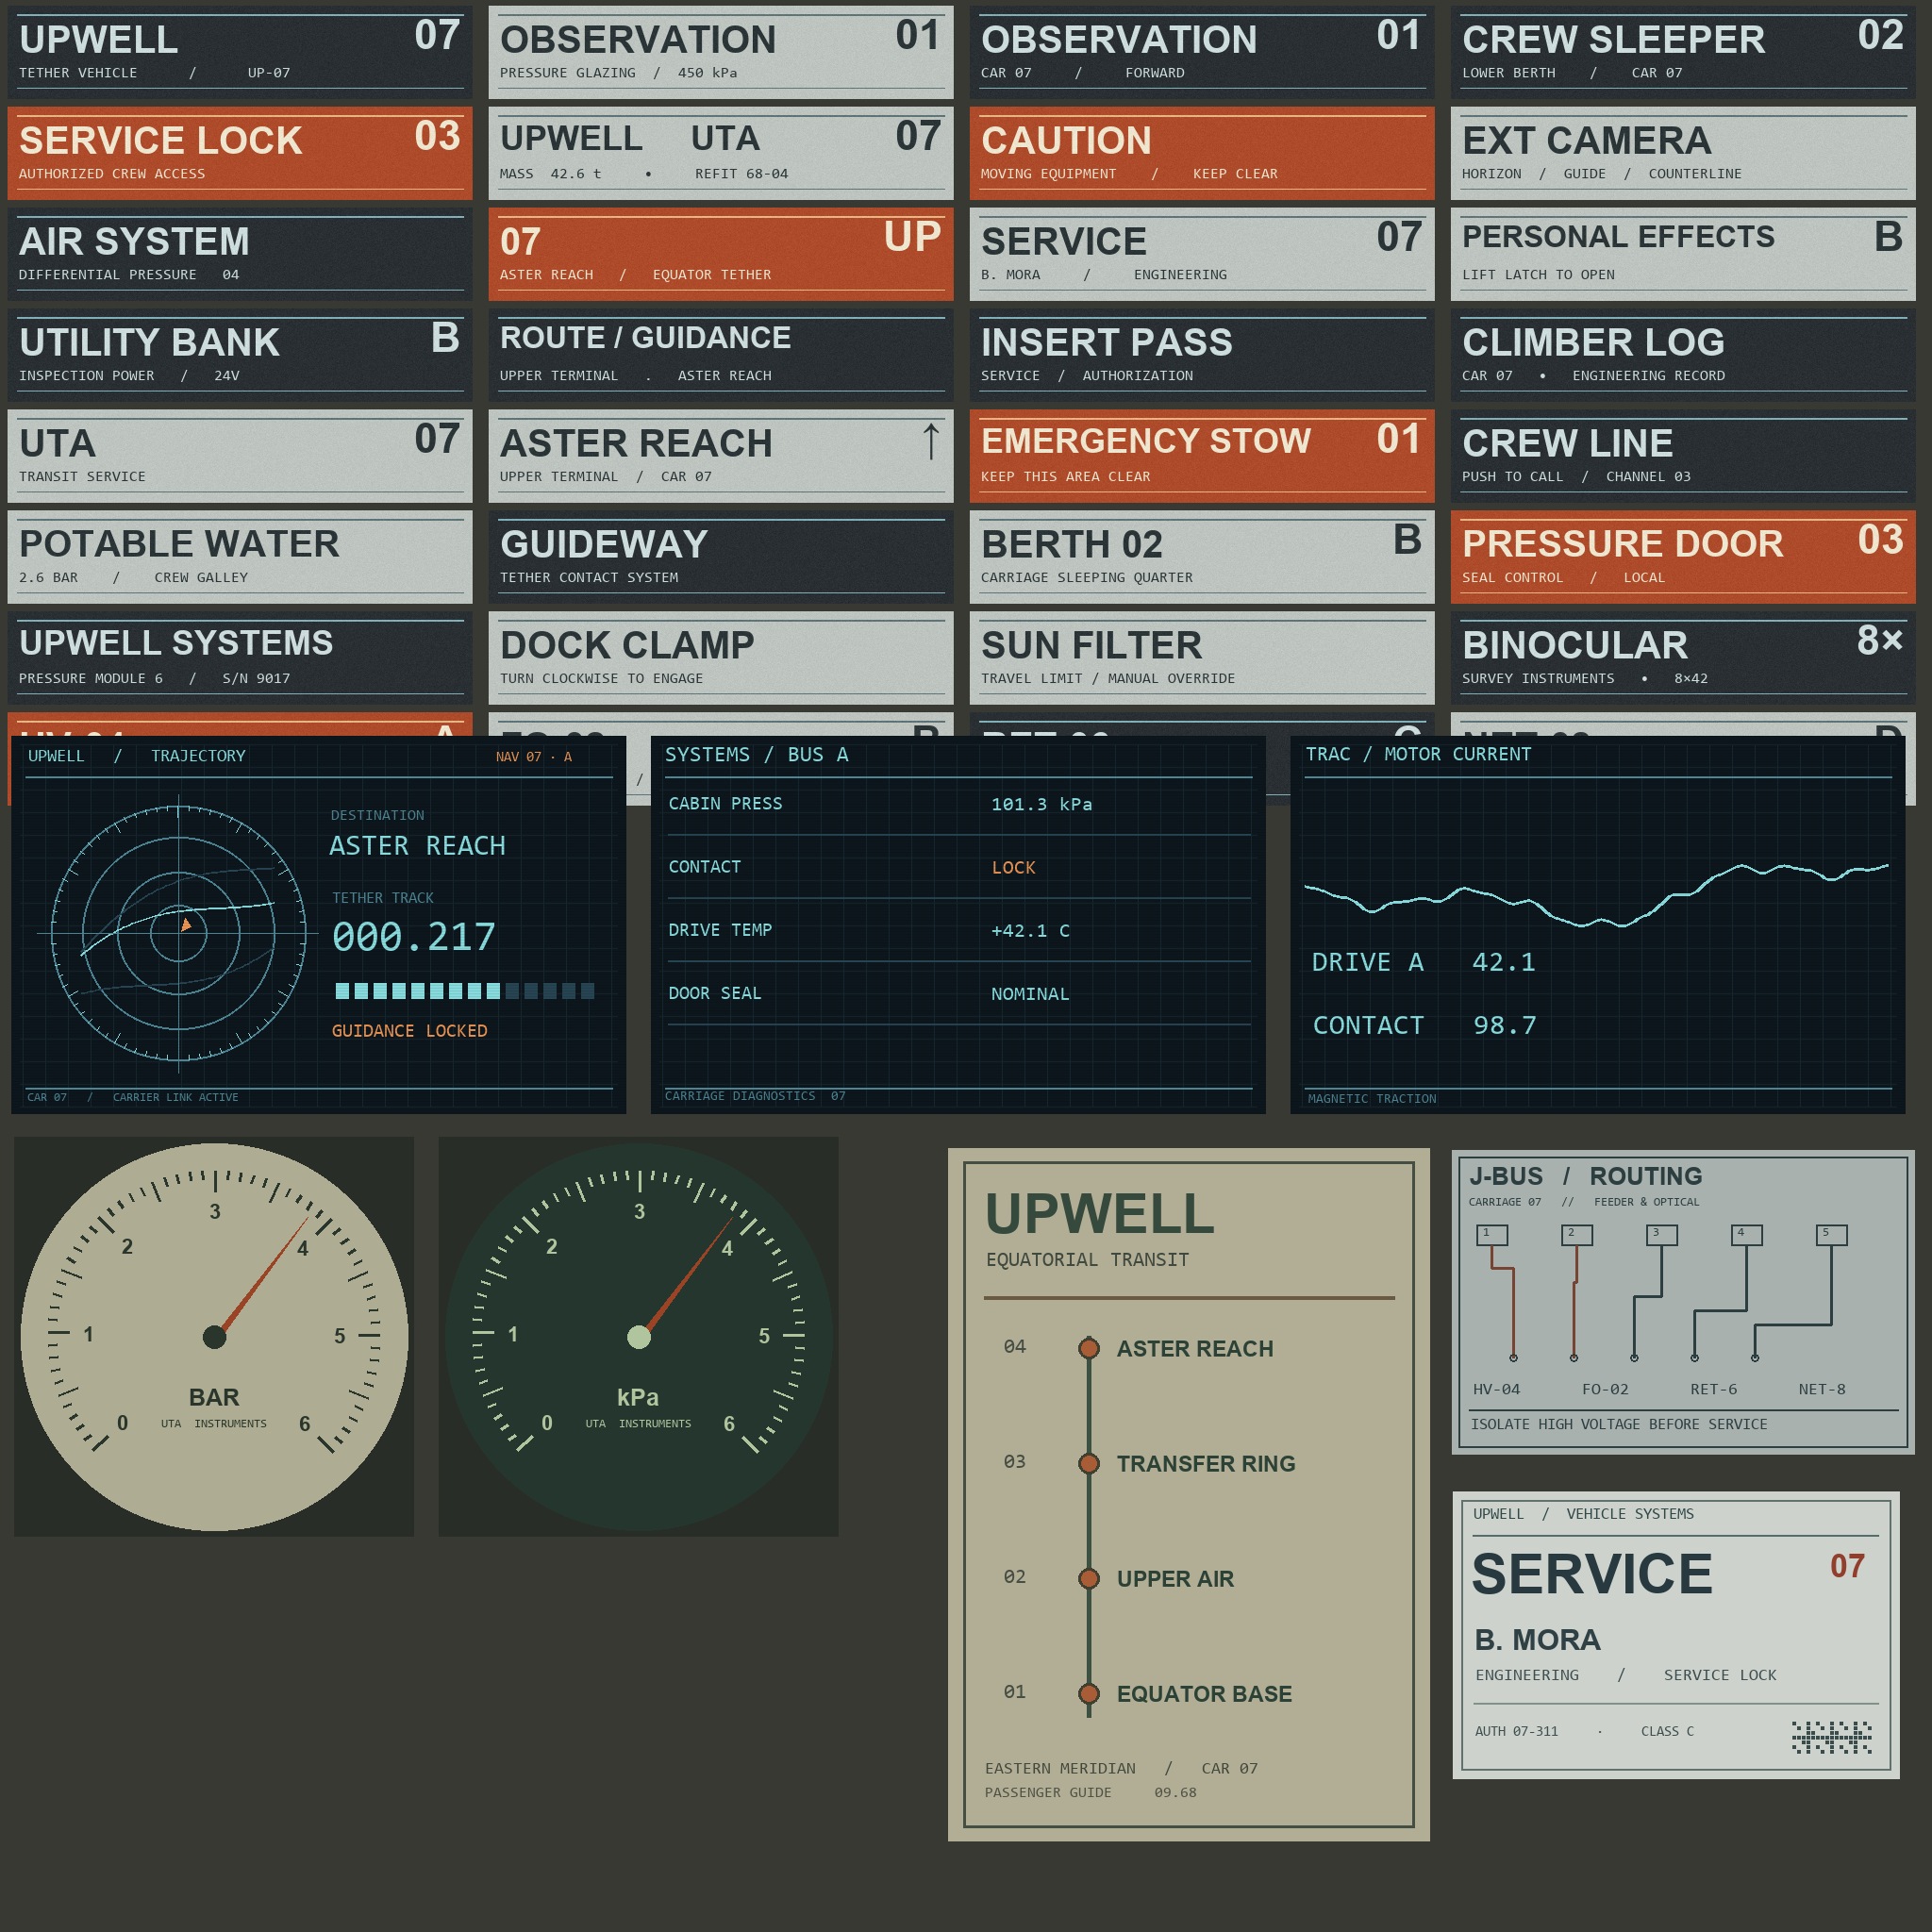 UPWELL 07
TETHER VEHICLE / UP-07
OBSERVATION 01
PRESSURE GLAZING / 450 kPa
OBSERVATION 01
CAR 07 / FORWARD
CREW SLEEPER 02
LOWER BERTH / CAR 07
SERVICE LOCK 03
AUTHORIZED CREW ACCESS
UPWELL UTA 07
MASS 42.6 t • REFIT 68-04
CAUTION
MOVING EQUIPMENT / KEEP CLEAR
EXT CAMERA
HORIZON / GUIDE / COUNTERLINE
AIR SYSTEM
DIFFERENTIAL PRESSURE 04
07 UP
ASTER REACH / EQUATOR TETHER
SERVICE 07
B. MORA / ENGINEERING
PERSONAL EFFECTS B
LIFT LATCH TO OPEN
UTILITY BANK B
INSPECTION POWER / 24V
ROUTE / GUIDANCE
UPPER TERMINAL . ASTER REACH
INSERT PASS
SERVICE / AUTHORIZATION
CLIMBER LOG
CAR 07 • ENGINEERING RECORD
UTA 07
TRANSIT SERVICE
ASTER REACH ↑
UPPER TERMINAL / CAR 07
EMERGENCY STOW 01
KEEP THIS AREA CLEAR
CREW LINE
PUSH TO CALL / CHANNEL 03
POTABLE WATER
2.6 BAR / CREW GALLEY
GUIDEWAY
TETHER CONTACT SYSTEM
BERTH 02 B
CARRIAGE SLEEPING QUARTER
PRESSURE DOOR 03
SEAL CONTROL / LOCAL
UPWELL SYSTEMS
PRESSURE MODULE 6 / S/N 9017
DOCK CLAMP
TURN CLOCKWISE TO ENGAGE
SUN FILTER
TRAVEL LIMIT / MANUAL OVERRIDE
BINOCULAR 8×
SURVEY INSTRUMENTS • 8×42
UPWELL / TRAJECTORY NAV 07 · A
DESTINATION
ASTER REACH
TETHER TRACK
000.217
GUIDANCE LOCKED
CAR 07 / CARRIER LINK ACTIVE
SYSTEMS / BUS A
CABIN PRESS 101.3 kPa
CONTACT LOCK
DRIVE TEMP +42.1 C
DOOR SEAL NOMINAL
CARRIAGE DIAGNOSTICS 07
TRAC / MOTOR CURRENT
DRIVE A 42.1
CONTACT 98.7
MAGNETIC TRACTION
3
2 4
1 5
BAR
0 UTA INSTRUMENTS 6
3
2 4
1 5
kPa
0 UTA INSTRUMENTS 6
UPWELL
EQUATORIAL TRANSIT
04 ASTER REACH
03 TRANSFER RING
02 UPPER AIR
01 EQUATOR BASE
EASTERN MERIDIAN / CAR 07
PASSENGER GUIDE 09.68
J-BUS / ROUTING
CARRIAGE 07 // FEEDER & OPTICAL
1 2 3 4 5
HV-04 FO-02 RET-6 NET-8
ISOLATE HIGH VOLTAGE BEFORE SERVICE
UPWELL / VEHICLE SYSTEMS
SERVICE 07
B. MORA
ENGINEERING / SERVICE LOCK
AUTH 07-311 · CLASS C